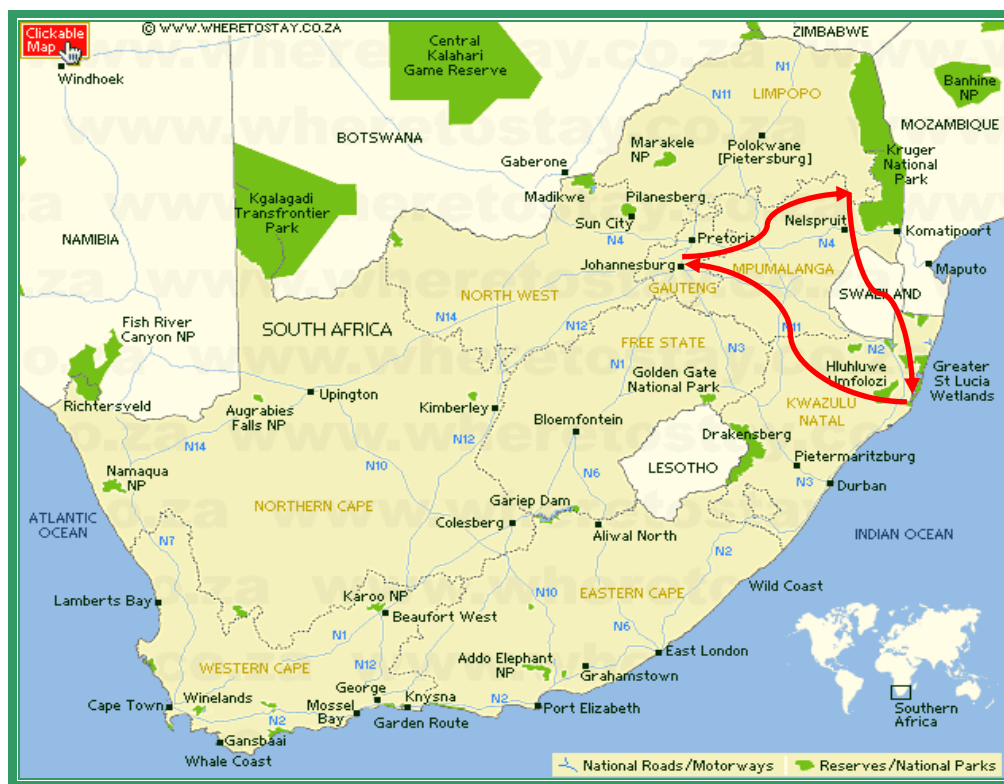 Clickable
Map
© WWW.WHERETOSTAY.CO.ZA
ZIMBABWE
Windhoek
Central
Kalahari
Game Reserve
N1
N11
LIMPOPO
Banhine
NP
MOZAMBIQUE
BOTSWANA
Marakele
NP
Polokwane
[Pietersburg]
Kruger
National
Park
Gaberone
Madikwe
Pilanesberg
Kgalagadi
Transfrontier
Park
Sun City
Nelspruit
NAMIBIA
N4
Pretoria
N4
Komatipoort
Johannesburg
MPUMALANGA
Maputo
GAUTENG
NORTH WEST
SWAZILAND
N14
Fish River
Canyon NP
SOUTH AFRICA
N12
N11
FREE STATE
N3
N2
N1
Golden Gate
National Park
Hluhluwe
Umfolozi
Greater
St Lucia
Wetlands
Richtersveld
Upington
Augrabies
Falls NP
Kimberley
KWAZULU
NATAL
Bloemfontein
Drakensberg
N14
N12
N10
LESOTHO
Pietermaritzburg
Namaqua
NP
N6
N3
Durban
NORTHERN CAPE
Gariep Dam
ATLANTIC
OCEAN
Colesberg
Aliwal North
INDIAN OCEAN
N7
N2
Wild Coast
Lamberts Bay
Karoo NP
N10
EASTERN CAPE
Beaufort West
N1
N6
WESTERN CAPE
N12
Addo Elephant
NP
East London
Grahamstown
Cape Town
Winelands
George
Knysna
N2
Mossel
Bay
Port Elizabeth
N2
Garden Route
Gansbaai
Whale Coast
Southern
Africa
National Roads/Motorways
Reserves/National Parks